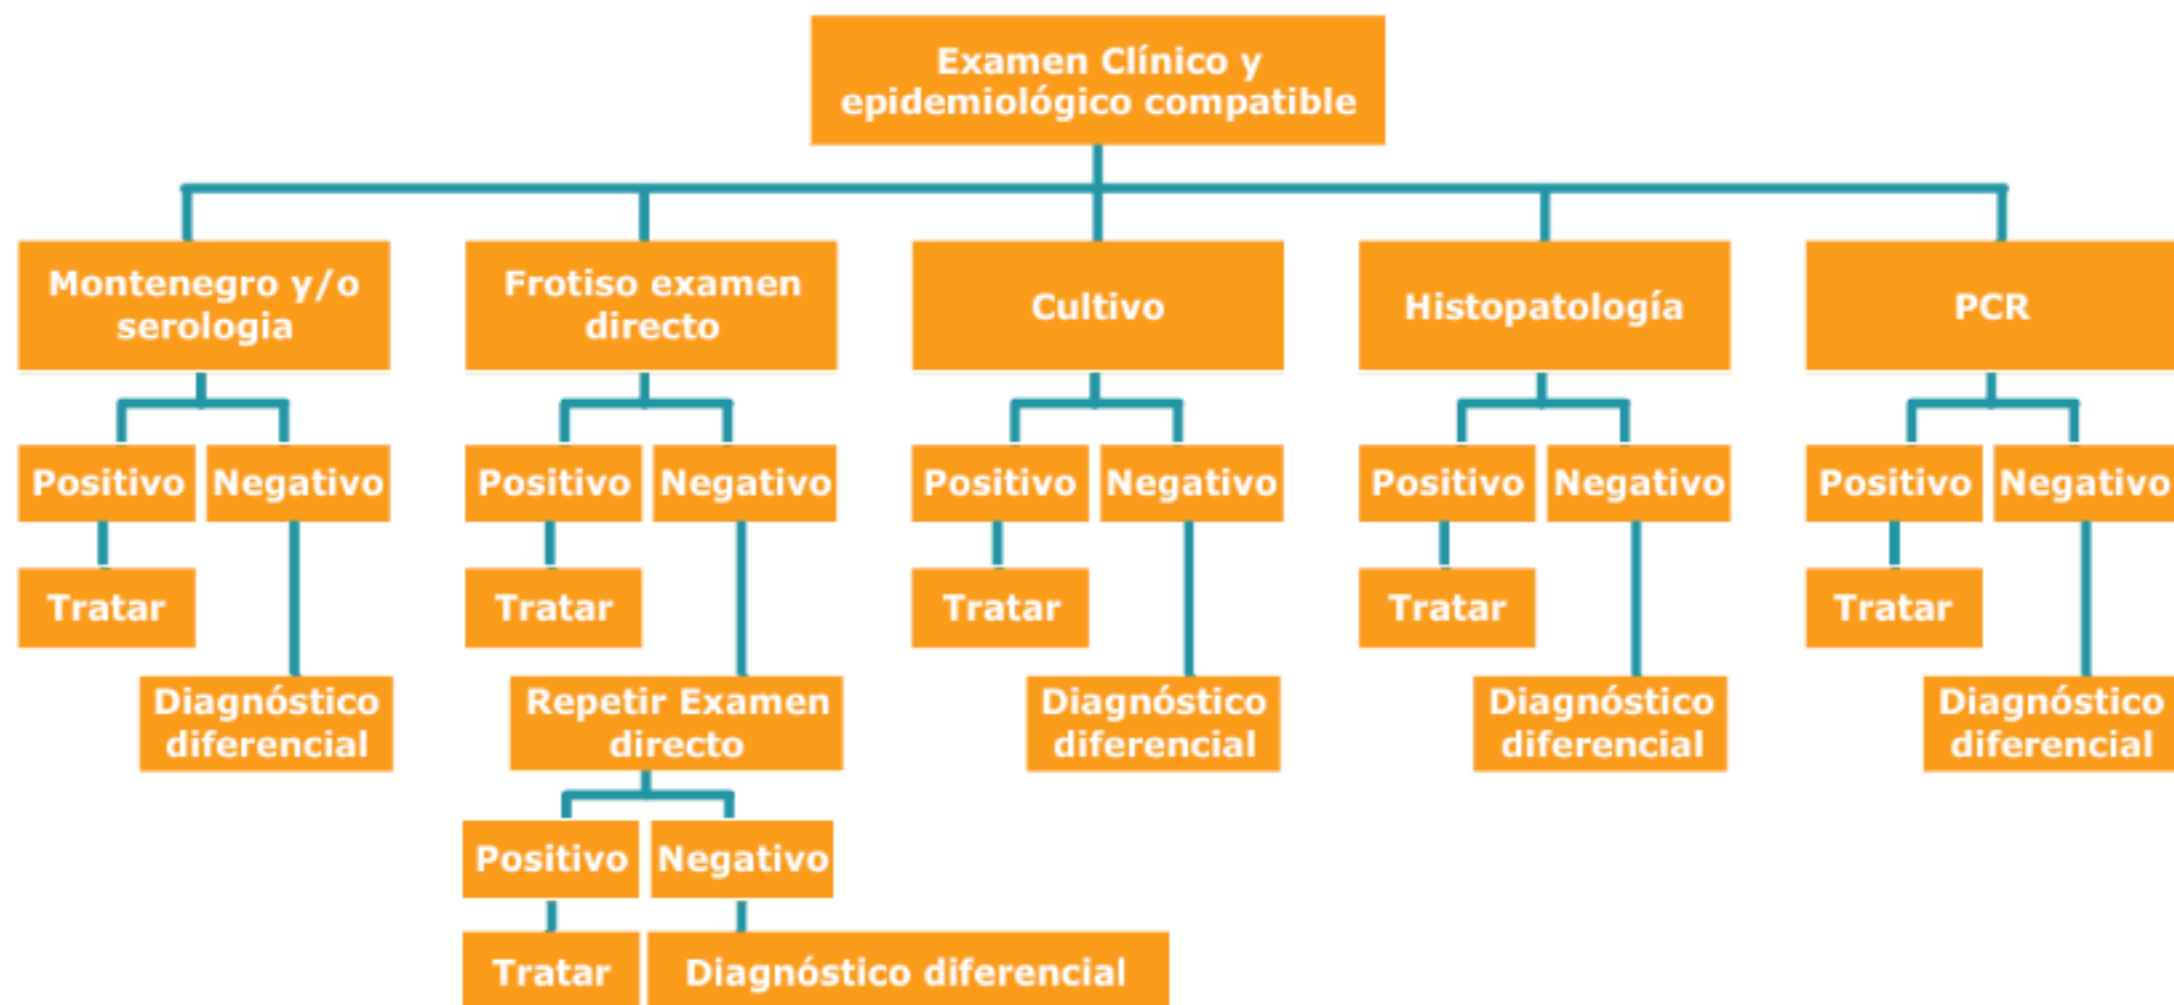 Examen Clínico y
epidemiológico compatible
Montenegro y/o
serologia
Frotiso examen
directo
Cultivo
Histopatología
PCR
Positivo
Negativo
Positivo
Negativo
Positivo
Negativo
Positivo
Negativo
Positivo
Negativo
Tratar
Tratar
Tratar
Tratar
Tratar
Diagnóstico
diferencial
Repetir Examen
directo
Diagnóstico
diferencial
Diagnóstico
diferencial
Diagnóstico
diferencial
Positivo
Negativo
Tratar
Diagnóstico diferencial